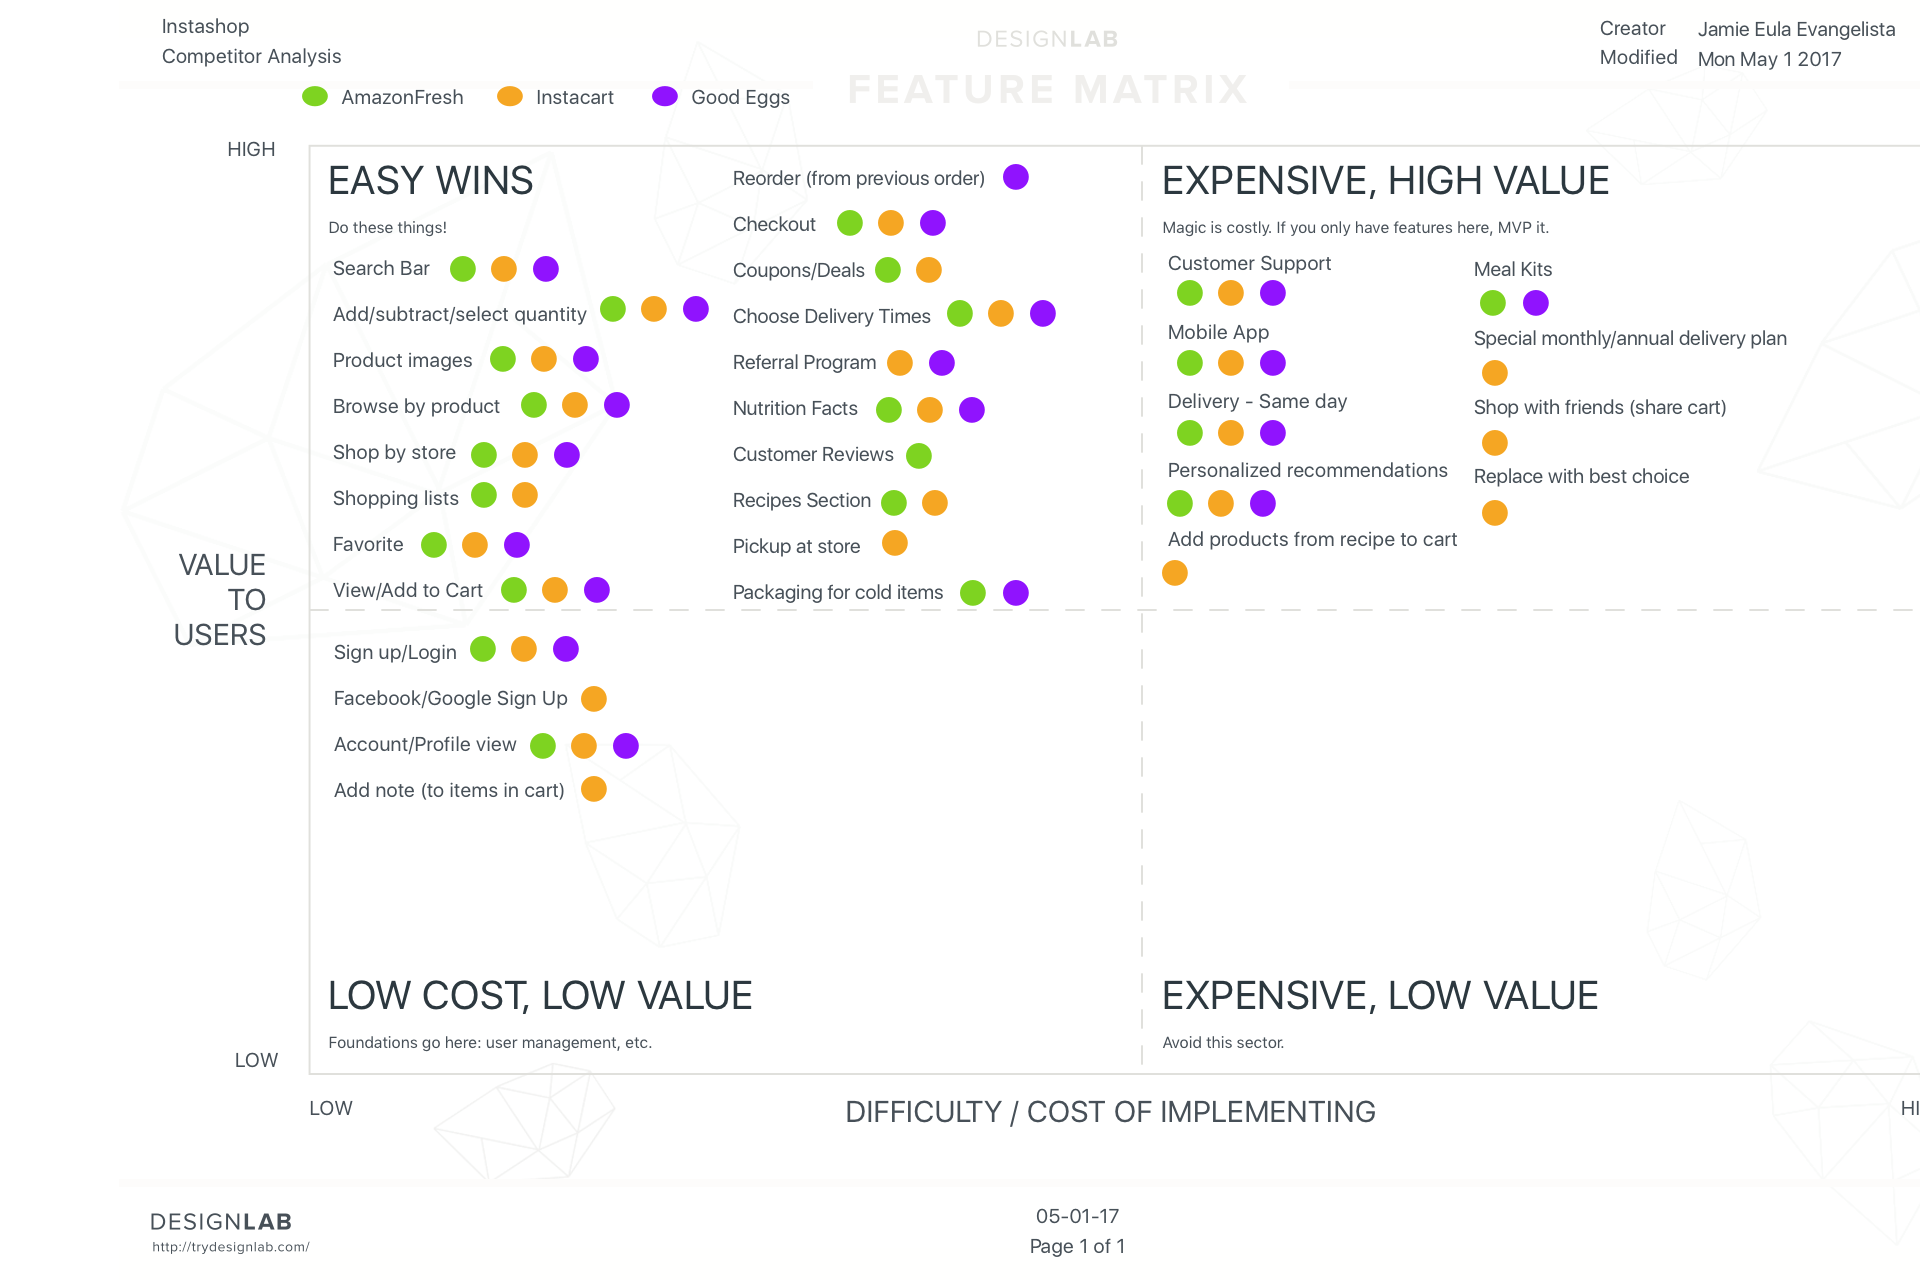 Instashop
Competitor Analysis
DESIGNLAB
FEATURE MATRIX
Creator Jamie Eula Evangelista
Modified Mon May 1 2017
AmazonFresh Instacart Good Eggs
HIGH
EASY WINS
Do these things!
Search Bar
Add/subtract/select quantity
Product images
Browse by product
Shop by store
Shopping lists
Favorite
View/Add to Cart
Reorder (from previous order)
Checkout
Coupons/Deals
Choose Delivery Times
Referral Program
Nutrition Facts
Customer Reviews
Recipes Section
Pickup at store
Packaging for cold items
EXPENSIVE, HIGH VALUE
Magic is costly. If you only have features here, MVP it.
Customer Support
Mobile App
Delivery - Same day
Personalized recommendations
Add products from recipe to cart
Meal Kits
Special monthly/annual delivery plan
Shop with friends (share cart)
Replace with best choice
VALUE
TO
USERS
Sign up/Login
Facebook/Google Sign Up
Account/Profile view
Add note (to items in cart)
LOW COST, LOW VALUE
Foundations go here: user management, etc.
EXPENSIVE, LOW VALUE
Avoid this sector.
LOW
LOW
DIFFICULTY / COST OF IMPLEMENTING
DESIGNLAB
http://trydesignlab.com/
05-01-17
Page 1 of 1